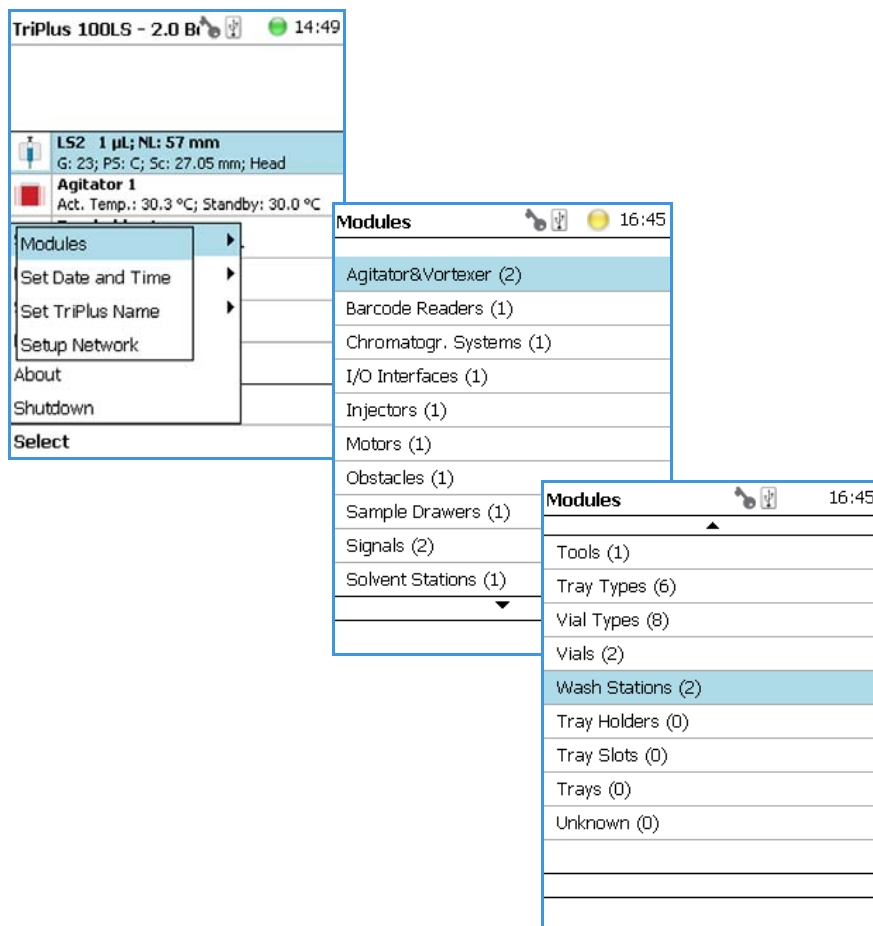 TriPlus 100LS - 2.0 14:49
LS2 1 µL; NL: 57 mm
G: 23; PS: C; Sc: 27.05 mm; Head
Agitator 1
Act. Temp.: 30.3 °C; Standby: 30.0 °C
Modules
Set Date and Time
Set TriPlus Name
Setup Network
About
Shutdown
Select
Modules 16:45
Agitator&Vortexer (2)
Barcode Readers (1)
Chromatogr. Systems (1)
I/O Interfaces (1)
Injectors (1)
Motors (1)
Obstacles (1)
Sample Drawers (1)
Signals (2)
Solvent Stations (1)
Modules 16:45
Tools (1)
Tray Types (6)
Vial Types (8)
Vials (2)
Wash Stations (2)
Tray Holders (0)
Tray Slots (0)
Trays (0)
Unknown (0)